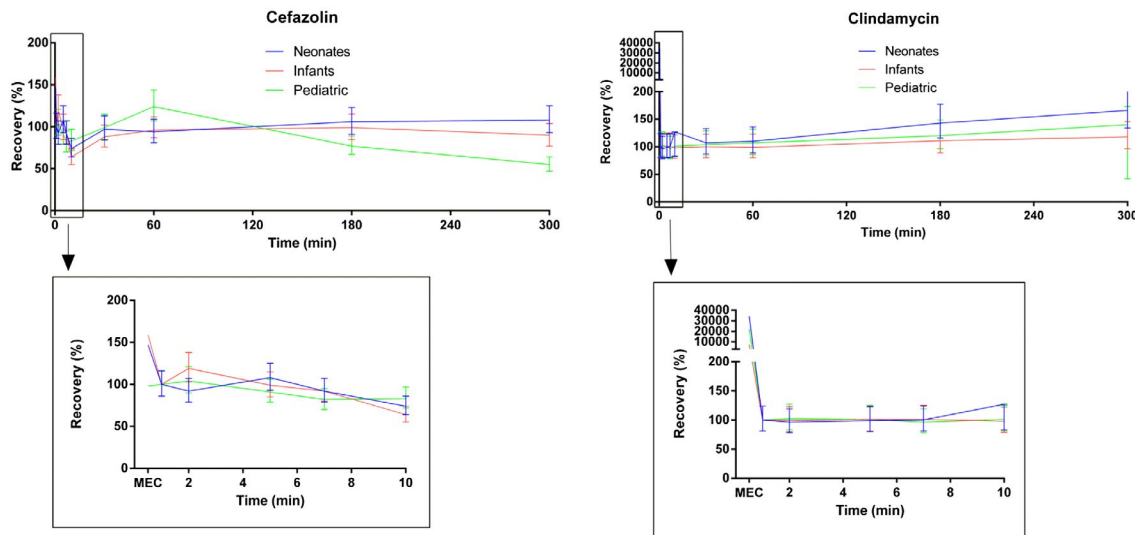 Cefazolin
200
150
100
50
0
Recovery (%)
Neonates
Infants
Pediatric
0 60 120 180 240 300
Time (min)
200
150
100
50
0
Recovery (%)
MEC 2 4 6 8 10
Time (min)
Clindamycin
40000
30000
20000
10000
200
150
100
50
0
Recovery (%)
Neonates
Infants
Pediatric
0 60 120 180 240 300
Time (min)
40000
30000
20000
10000
200
150
100
50
0
Recovery (%)
MEC 2 4 6 8 10
Time (min)